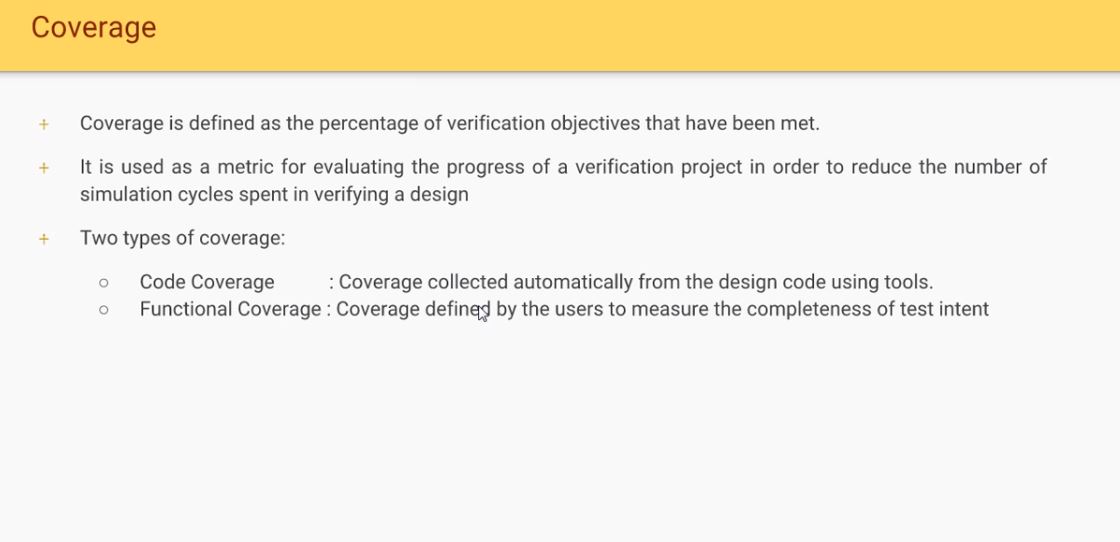 Coverage
+ Coverage is defined as the percentage of verification objectives that have been met.
+ It is used as a metric for evaluating the progress of a verification project in order to reduce the number of
simulation cycles spent in verifying a design
+ Two types of coverage:
○ Code Coverage : Coverage collected automatically from the design code using tools.
○ Functional Coverage : Coverage defined by the users to measure the completeness of test intent